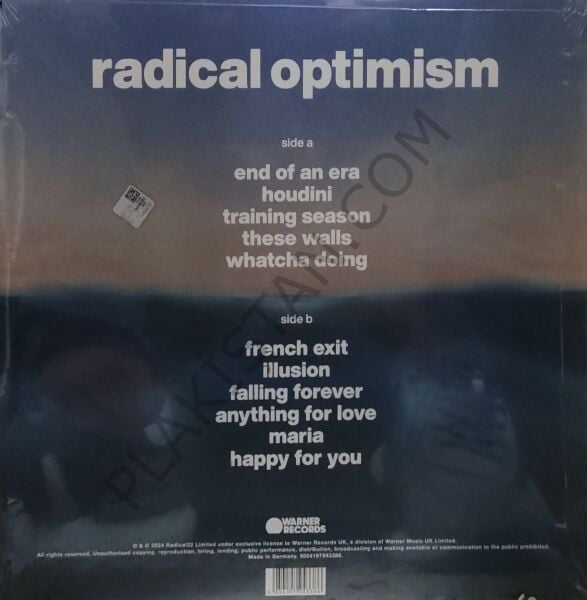 radical optimism
side a
end of an era
houdini
training season
these walls
whatcha doing
side b
french exit
illusion
falling forever
anything for love
maria
happy for you
PLAKİSTAN.COM
WARNER
RECORDS
℗ & © 2024 Radical22 Limited under exclusive license to Warner Records UK, a division of Warner Music UK Limited.
All rights reserved. Unauthorised copying, reproduction, hiring, lending, public performance, distribution, broadcasting and making available or communication to the public prohibited.
Made in Germany.